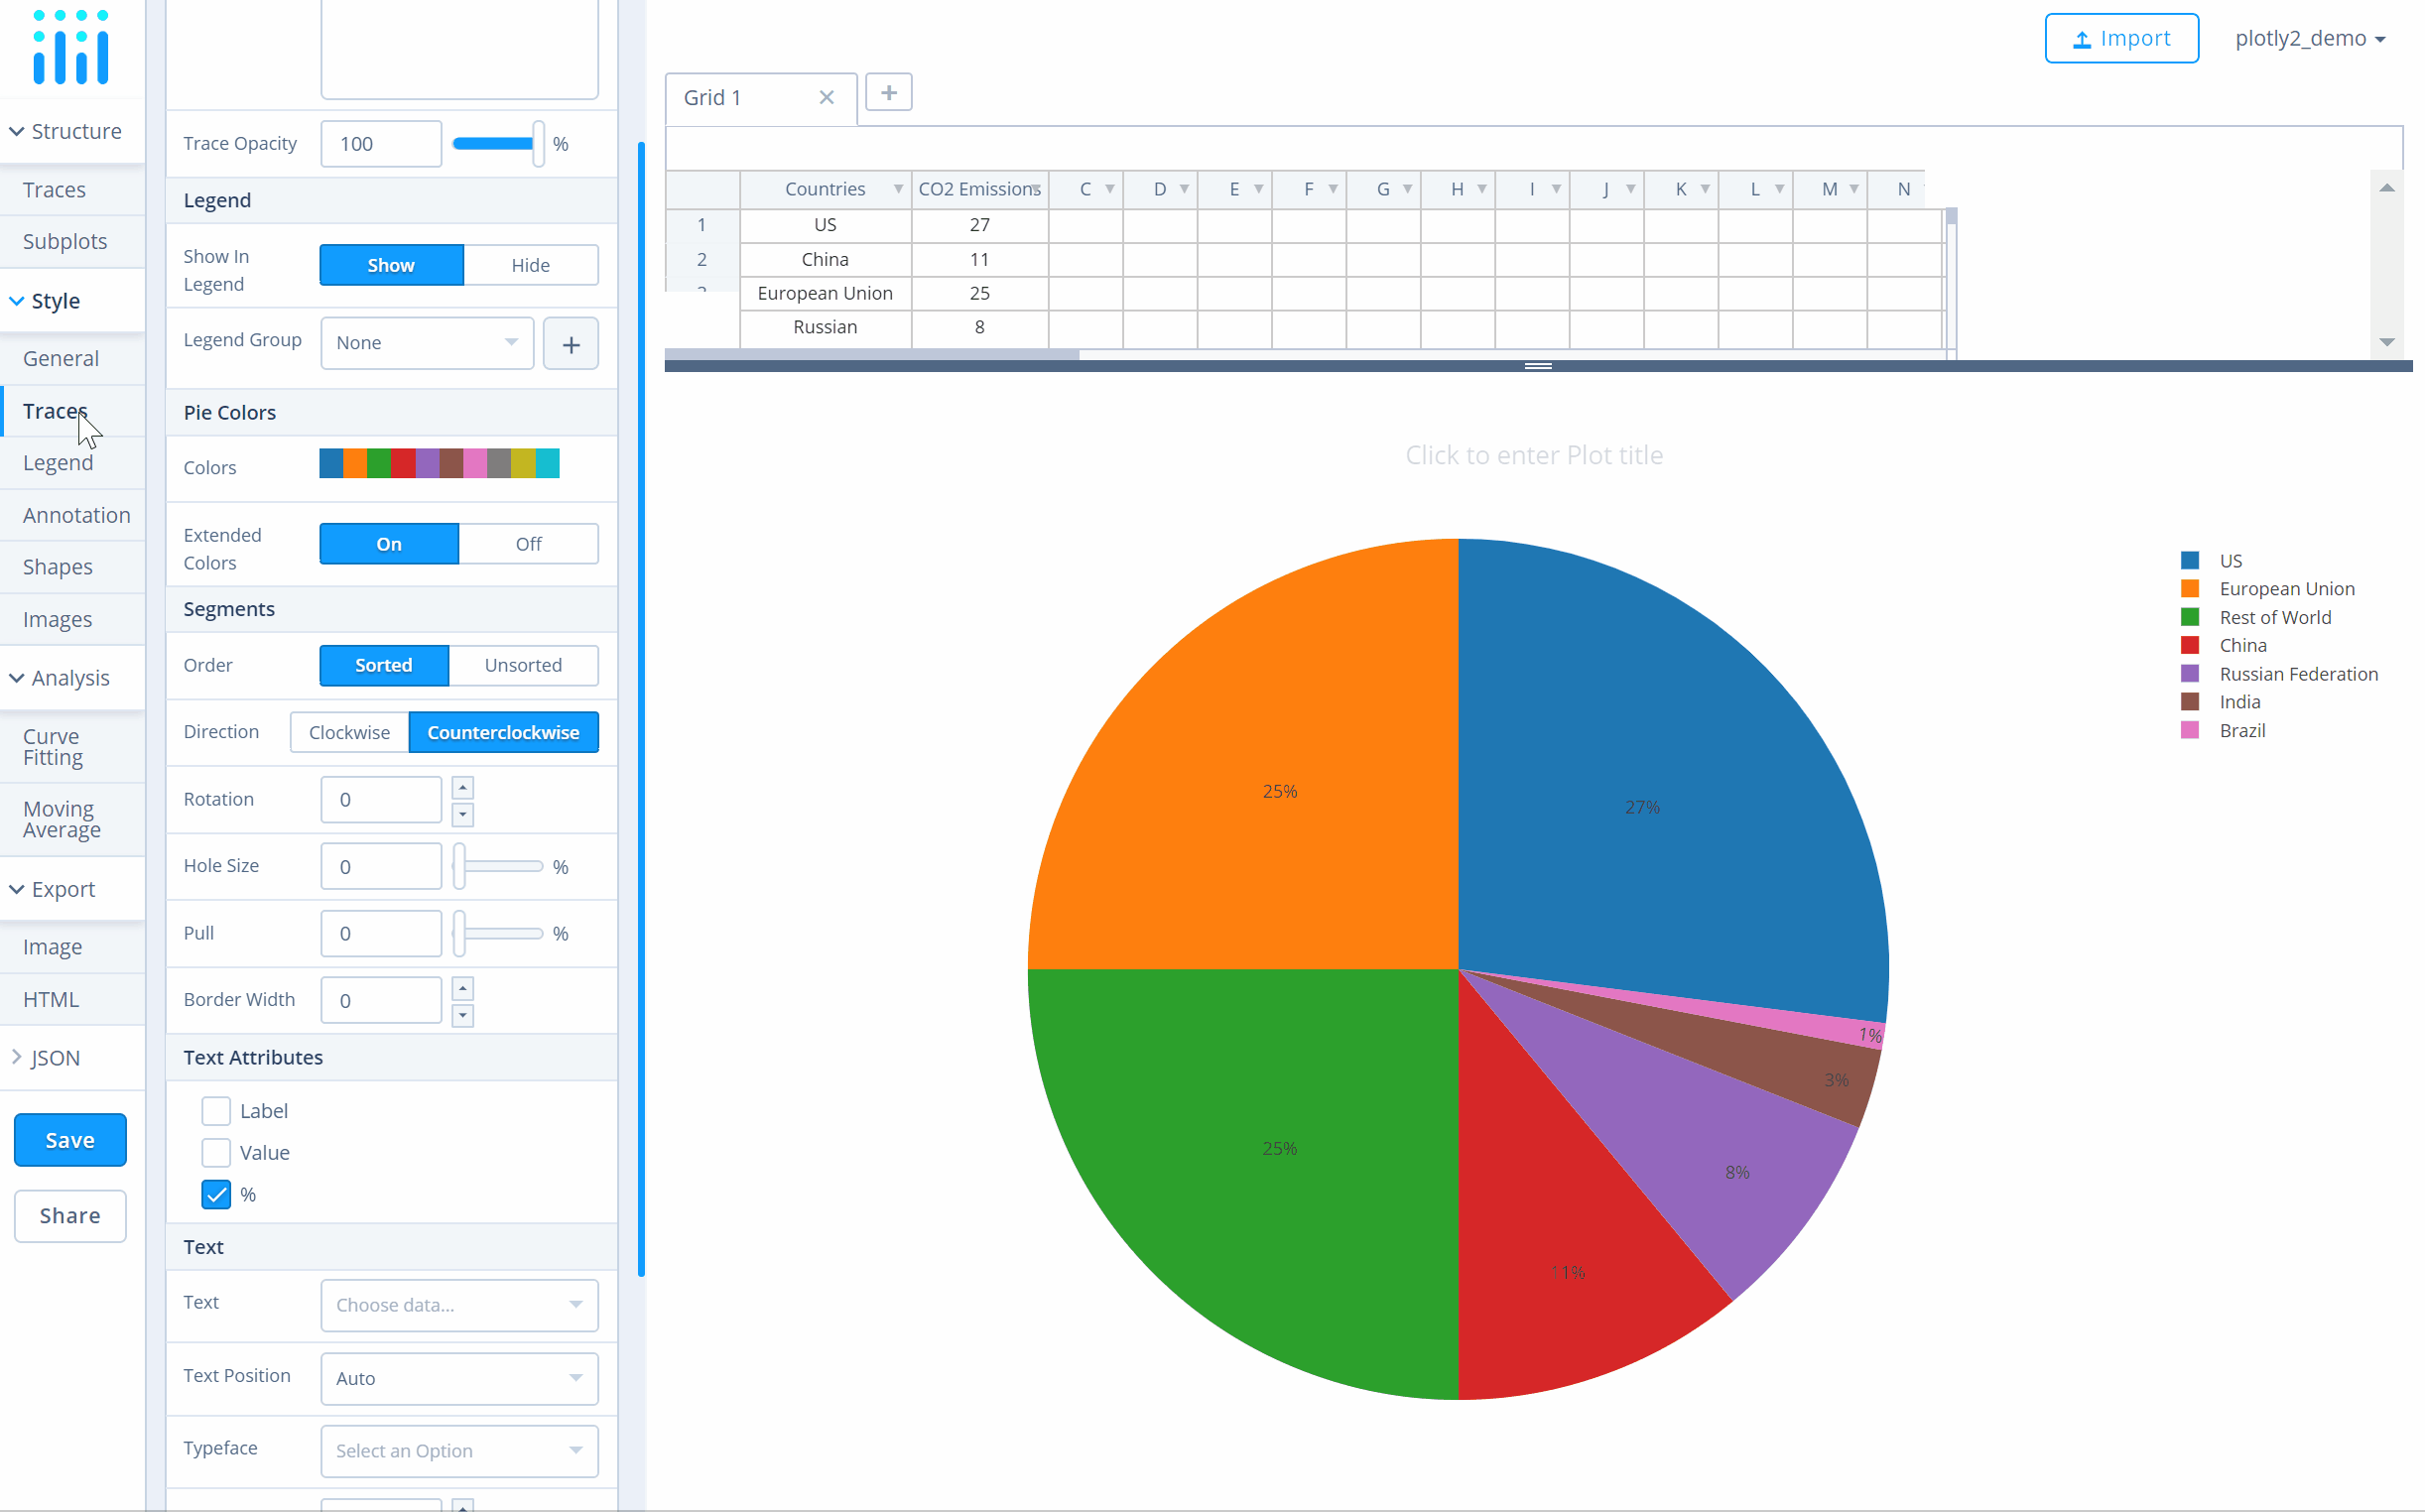 Structure
Traces
Subplots
Style
General
Traces
Legend
Annotation
Shapes
Images
Analysis
Curve
Fitting
Moving
Average
Export
Image
HTML
JSON
Save
Share
Trace Opacity 100 %
Legend
Show In
Legend
Show Hide
Legend Group None +
Pie Colors
Colors
Extended
Colors
On Off
Segments
Order Sorted Unsorted
Direction Clockwise Counterclockwise
Rotation 0
Hole Size 0 %
Pull 0 %
Border Width 0
Text Attributes
Label
Value
%
Text
Text Choose data...
Text Position Auto
Typeface Select an Option
Import plotly2_demo
Grid 1 × +
Countries CO2 Emissions C D E F G H I J K L M N
1 US 27
2 China 11
European Union 25
Russian 8
Click to enter Plot title
US
European Union
Rest of World
China
Russian Federation
India
Brazil
25%
27%
1%
3%
25%
8%
11%